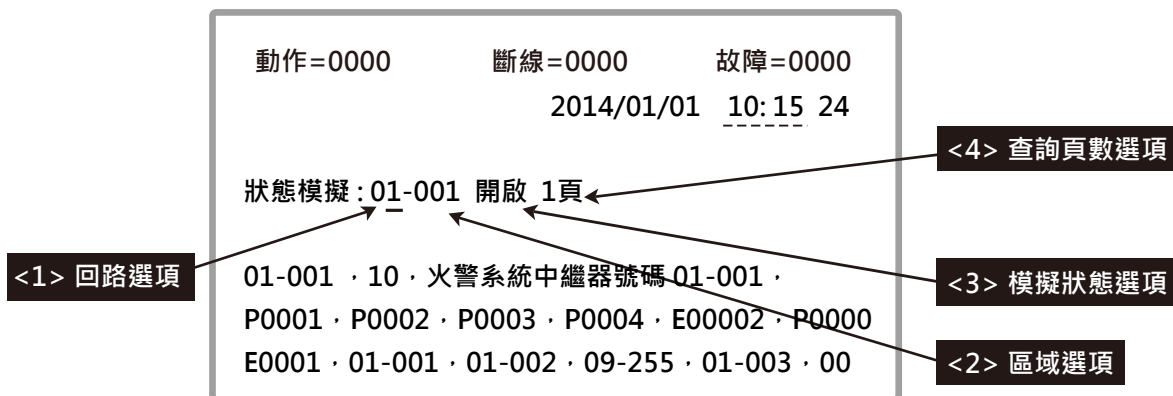 動作=0000 斷線=0000 故障=0000
2014/01/01 10:15 24
<4> 查詢頁數選項
狀態模擬:01-001 開啟 1頁
<1> 回路選項
01-001 ,10,火警系統中繼器號碼 01-001,
<3> 模擬狀態選項
P0001,P0002,P0003,P0004,E00002,P0000
E0001,01-001,01-002,09-255,01-003,00
<2> 區域選項